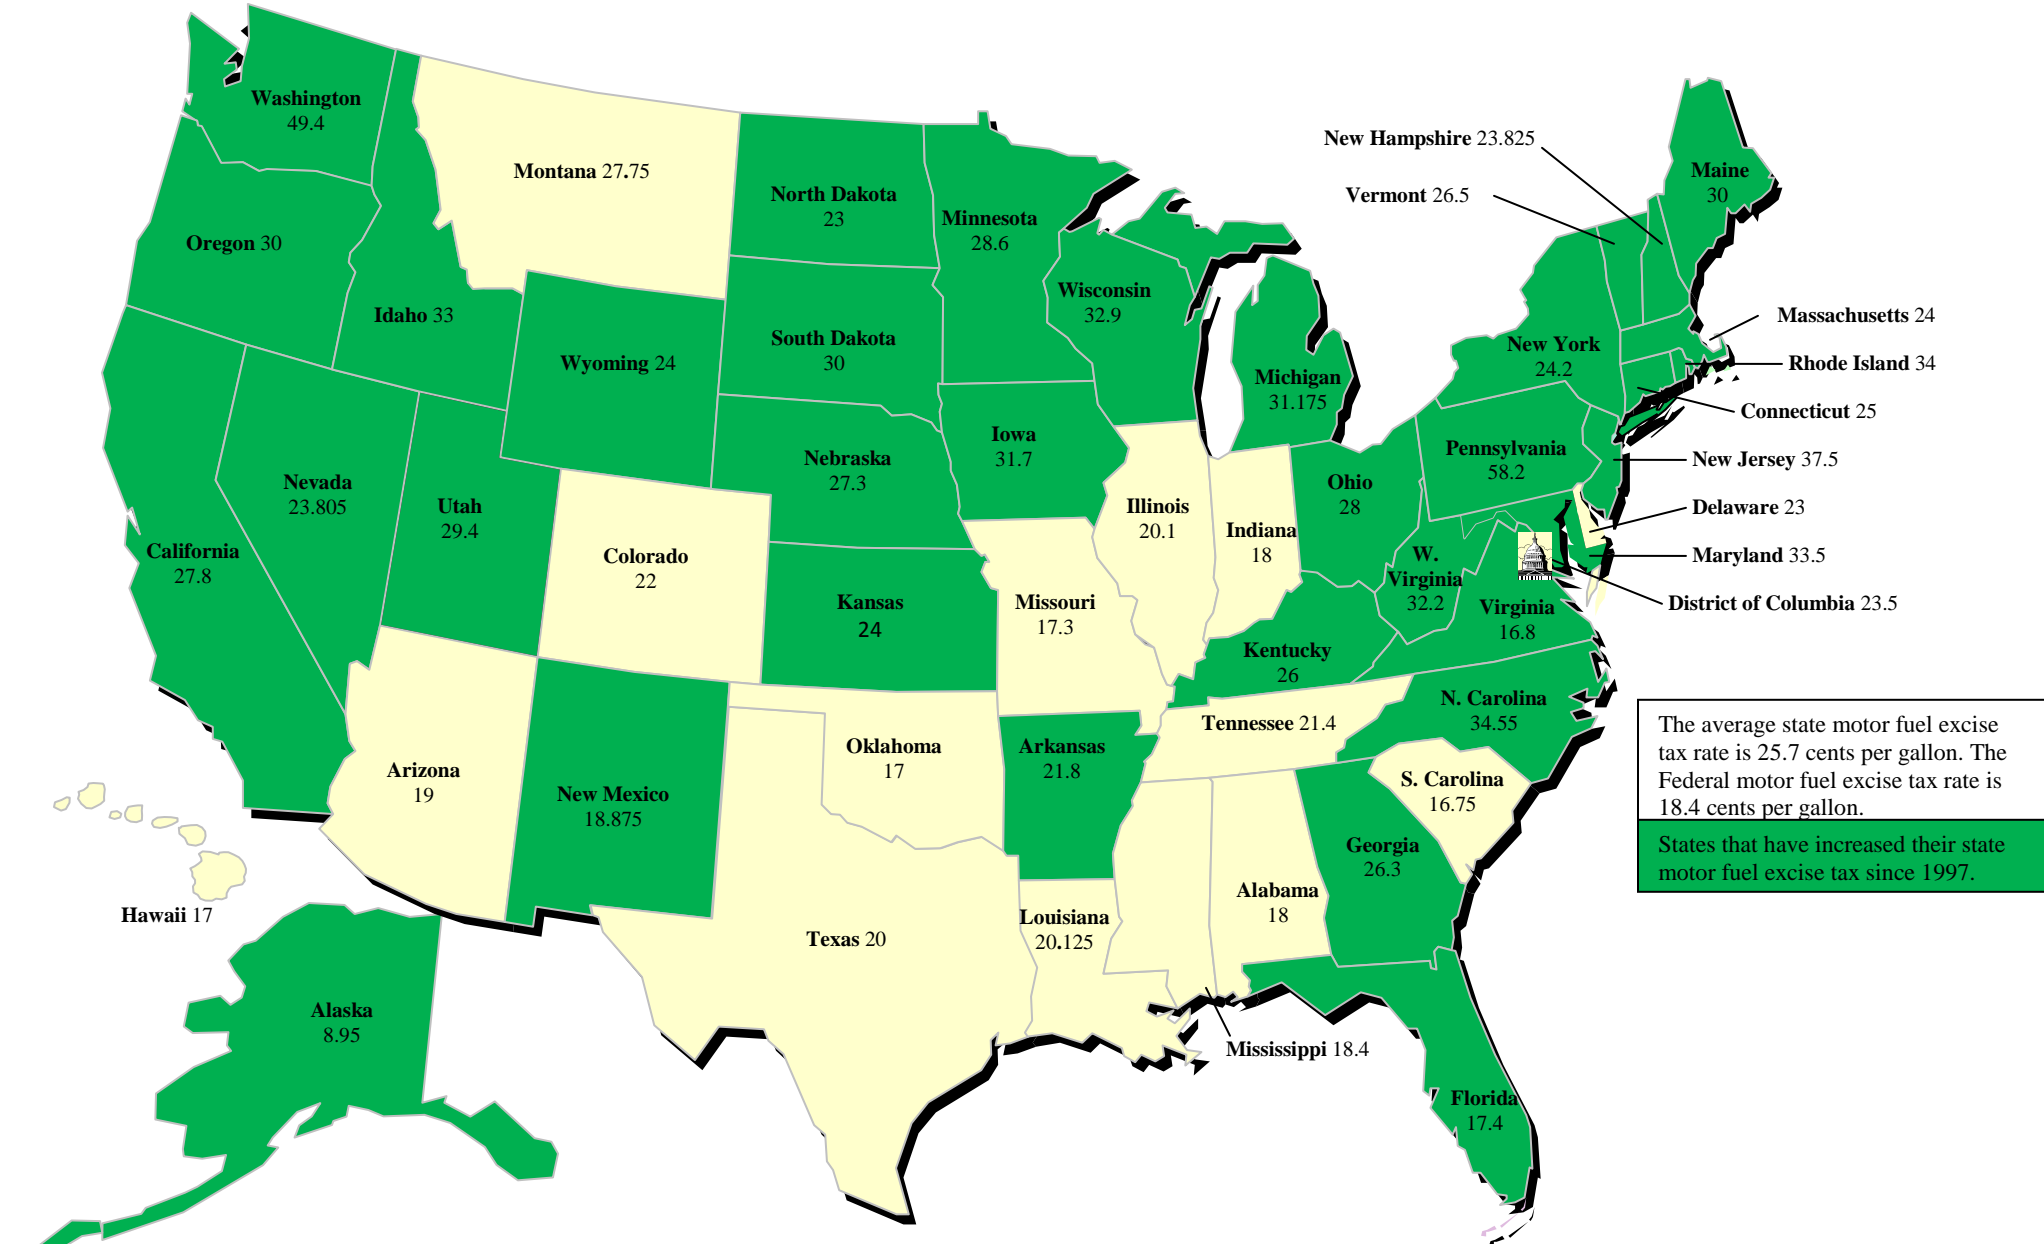 Washington
49.4
Montana 27.75
North Dakota
23
Minnesota
28.6
New Hampshire 23.825
Vermont 26.5
Maine
30
Oregon 30
Idaho 33
Wyoming 24
South Dakota
30
Wisconsin
32.9
Michigan
31.175
New York
24.2
Massachusetts 24
Rhode Island 34
Connecticut 25
New Jersey 37.5
Delaware 23
Maryland 33.5
District of Columbia 23.5
Pennsylvania
58.2
Nevada
23.805
Utah
29.4
Nebraska
27.3
Iowa
31.7
Illinois
20.1
Indiana
18
Ohio
28
California
27.8
Colorado
22
Kansas
24
Missouri
17.3
W.
Virginia
32.2
Virginia
16.8
Kentucky
26
Tennessee 21.4
N. Carolina
34.55
Arizona
19
New Mexico
18.875
Oklahoma
17
Arkansas
21.8
S. Carolina
16.75
Georgia
26.3
Alabama
18
Louisiana
20.125
Texas 20
Mississippi 18.4
Florida
17.4
Hawaii 17
Alaska
8.95
The average state motor fuel excise
tax rate is 25.7 cents per gallon. The
Federal motor fuel excise tax rate is
18.4 cents per gallon.
States that have increased their state
motor fuel excise tax since 1997.